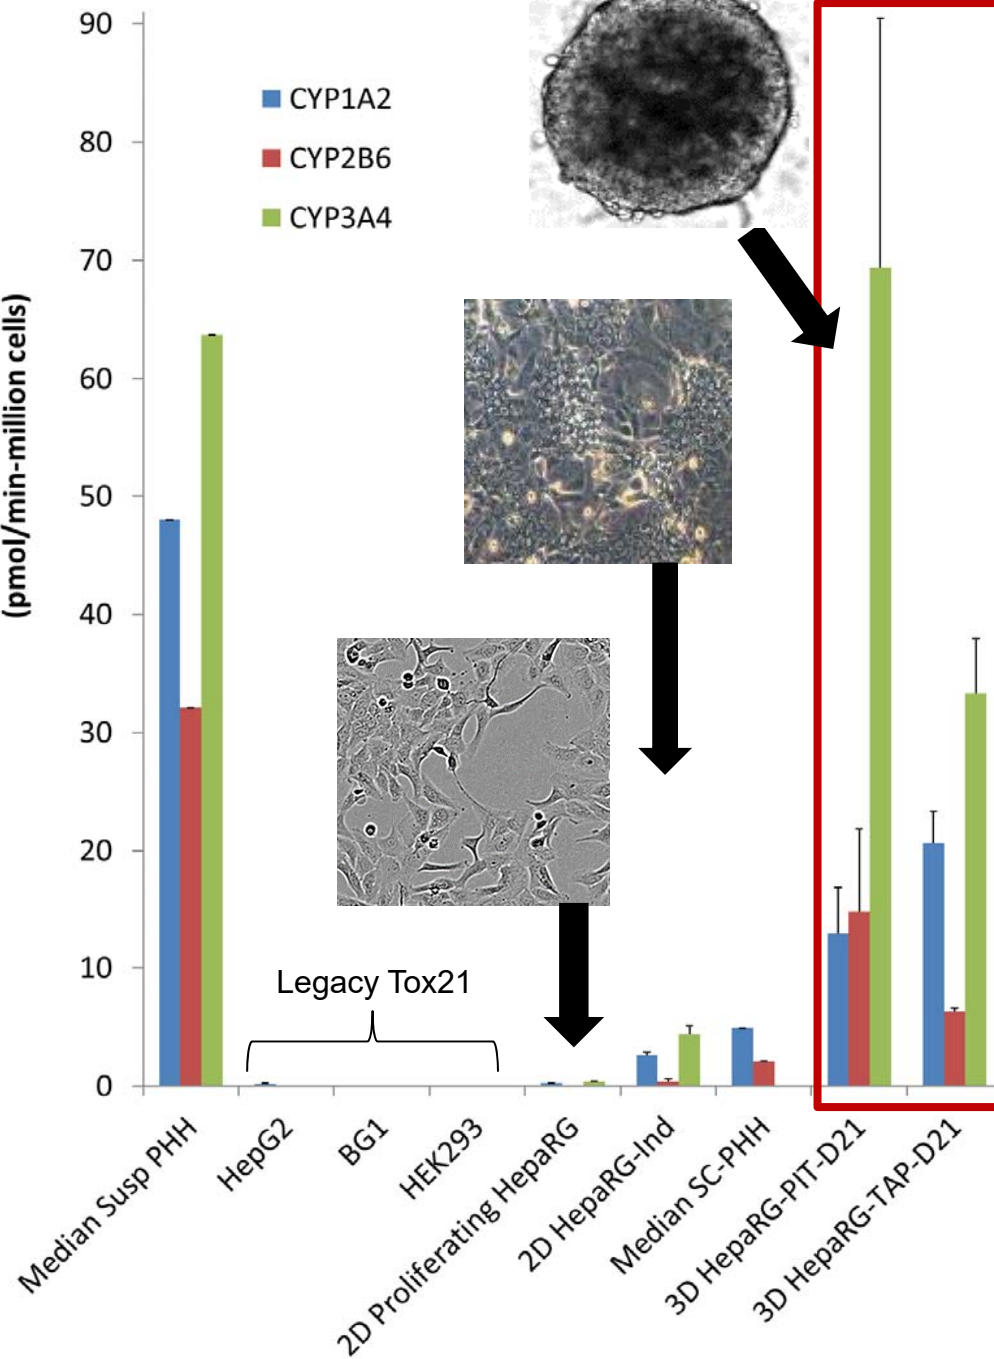 (pmol/min-million cells)
90
80
70
60
50
40
30
20
10
0
CYP1A2
CYP2B6
CYP3A4
Legacy Tox21
Median Susp PHH
HepG2
BG1
HEK293
2D Proliferating HepaRG
2D HepaRG-Ind
Median SC-PHH
3D HepaRG-PIT-D21
3D HepaRG-TAP-D21